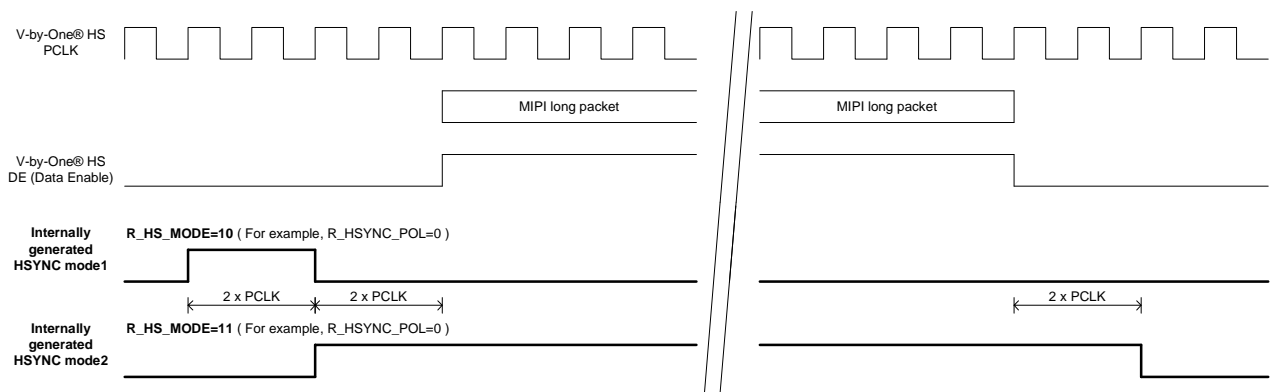 V-by-One® HS
PCLK
MIPI long packet
MIPI long packet
V-by-One® HS
DE (Data Enable)
Internally
generated
HSYNC mode1
R_HS_MODE=10 ( For example, R_HSYNC_POL=0 )
2 x PCLK
2 x PCLK
2 x PCLK
Internally
generated
HSYNC mode2
R_HS_MODE=11 ( For example, R_HSYNC_POL=0 )